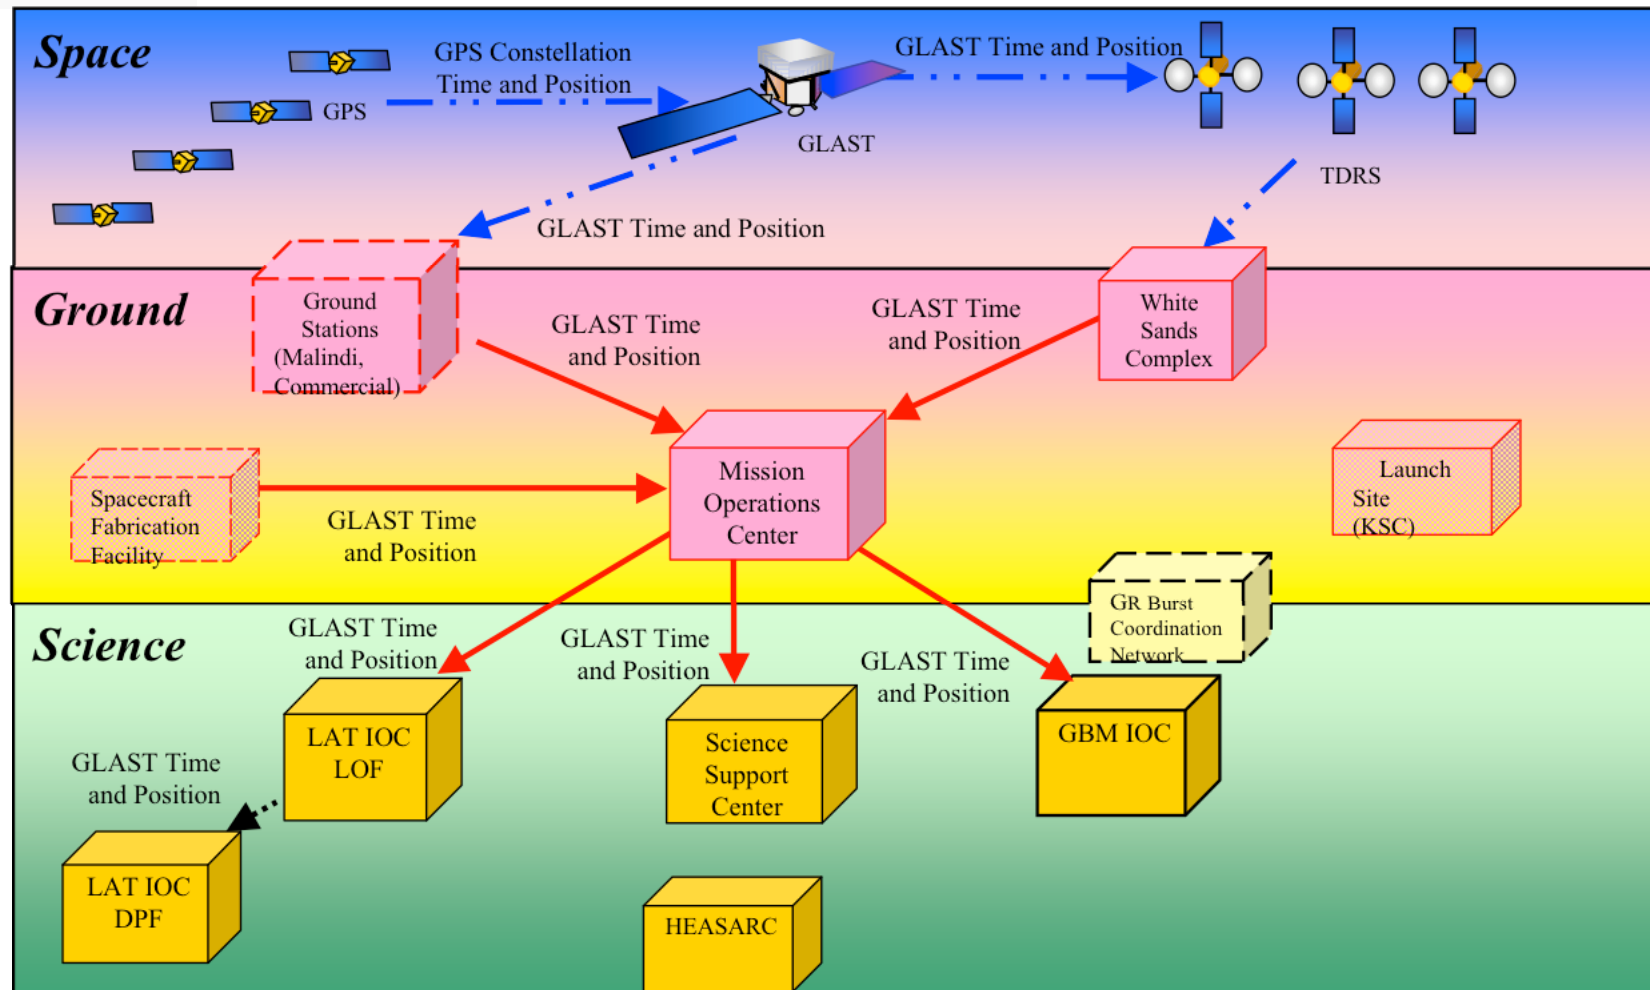 Space
GPS Constellation
Time and Position
GLAST Time and Position
GPS
GLAST
TDRS
GLAST Time and Position
Ground
Ground
Stations
(Malindi,
Commercial)
GLAST Time
and Position
GLAST Time
and Position
White
Sands
Complex
Spacecraft
Fabrication
Facility
GLAST Time
and Position
Mission
Operations
Center
Launch
Site
(KSC)
GR Burst
Coordination
Network
Science
GLAST Time
and Position
GLAST Time
and Position
GLAST Time
and Position
LAT IOC
LOF
Science
Support
Center
GBM IOC
GLAST Time
and Position
LAT IOC
DPF
HEASARC